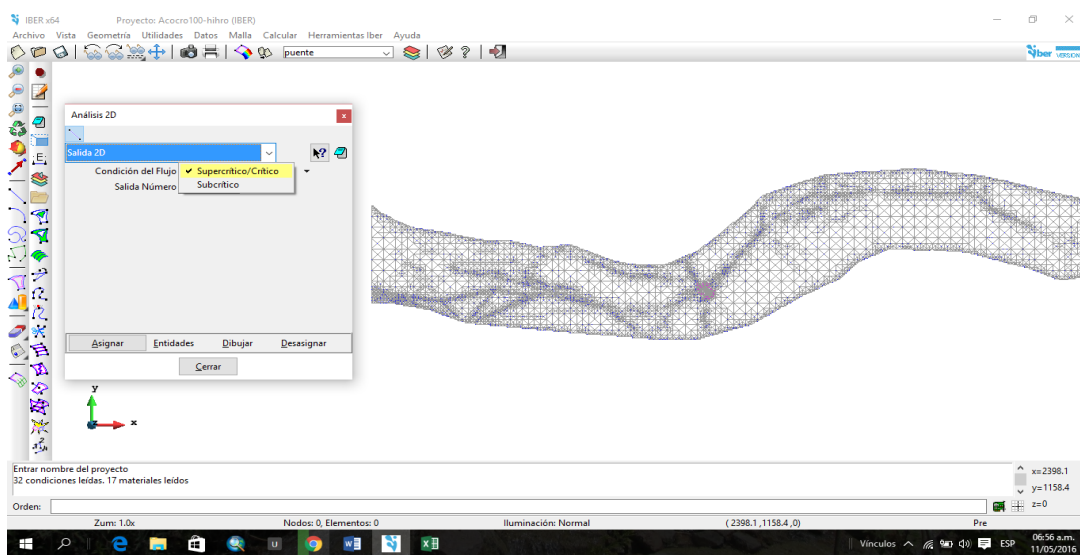 IBER x64 Proyecto: Acocro100-hihro (IBER)
Archivo Vista Geometría Utilidades Datos Malla Calcular Herramientas Iber Ayuda
puente
Iber VERSION
Análisis 2D
Salida 2D
Condición del Flujo
Supercrítico/Crítico
Subcrítico
Salida Número
Asignar Entidades Dibujar Desasignar
Cerrar
y
x
Entrar nombre del proyecto
32 condiciones leídas. 17 materiales leídos
x=2398.1
y=1158.4
z=0
Orden:
Zum: 1.0x Nodos: 0, Elementos: 0 Iluminación: Normal (2398.1 ,1158.4 ,0) Pre
Vínculos ESP
06:56 a.m.
11/05/2016